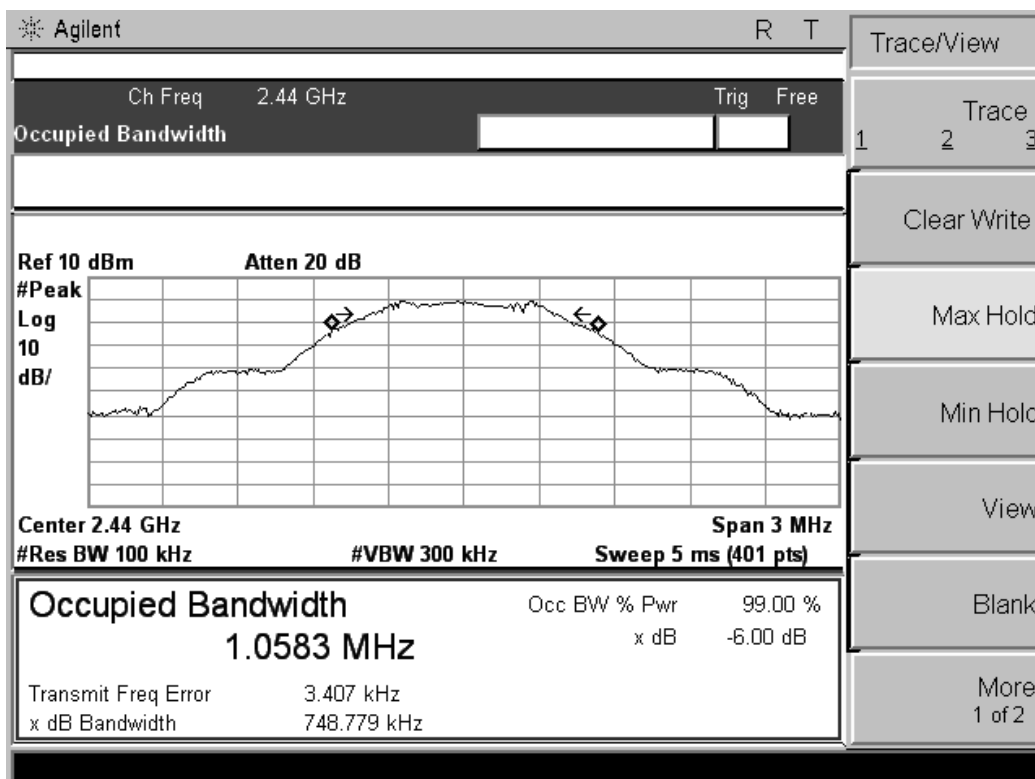 Agilent R T
Trace/View
Ch Freq 2.44 GHz Trig Free
Occupied Bandwidth
Trace
1 2 3
Clear Write
Max Hold
Min Hold
View
Blank
More
1 of 2
Ref 10 dBm Atten 20 dB
#Peak
Log
10
dB/
Center 2.44 GHz Span 3 MHz
#Res BW 100 kHz #VBW 300 kHz Sweep 5 ms (401 pts)
Occupied Bandwidth
1.0583 MHz
Occ BW % Pwr 99.00 %
x dB -6.00 dB
Transmit Freq Error 3.407 kHz
x dB Bandwidth 748.779 kHz